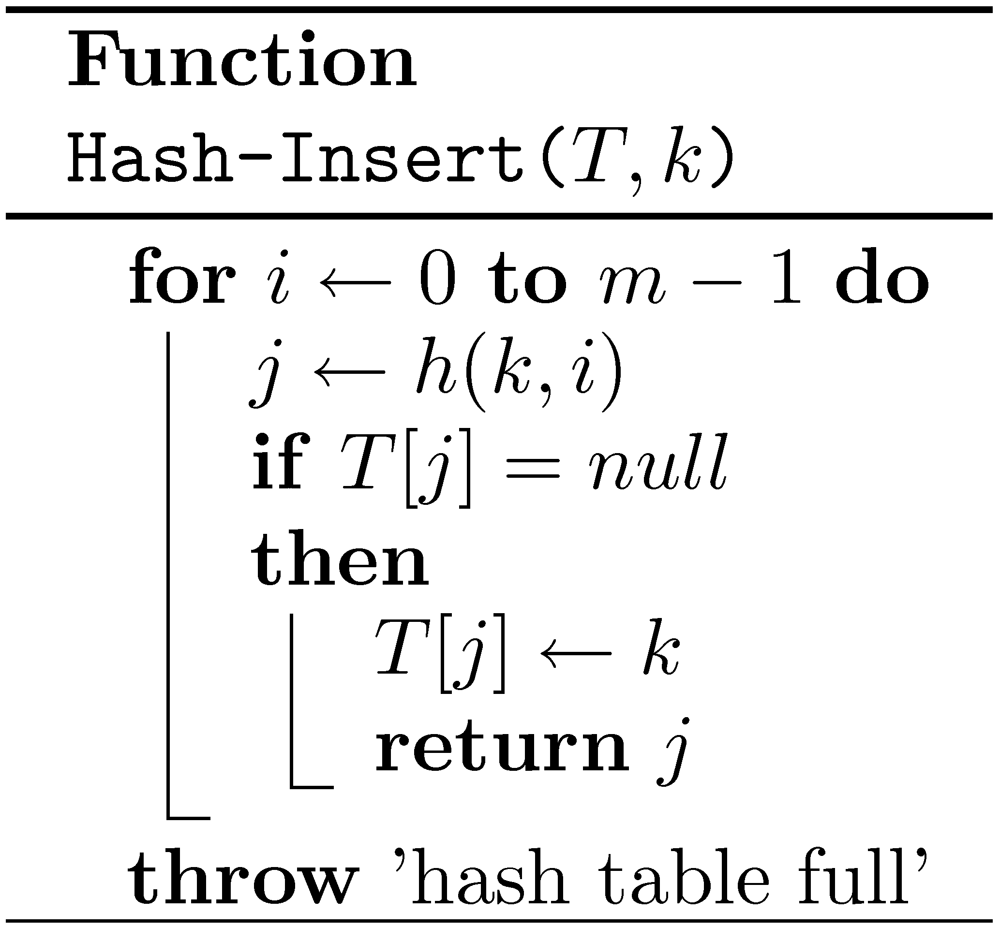 Function
Hash-Insert(T, k)
for i ← 0 to m − 1 do
j ← h(k, i)
if T[j] = null
then
T[j] ← k
return j
throw ’hash table full’